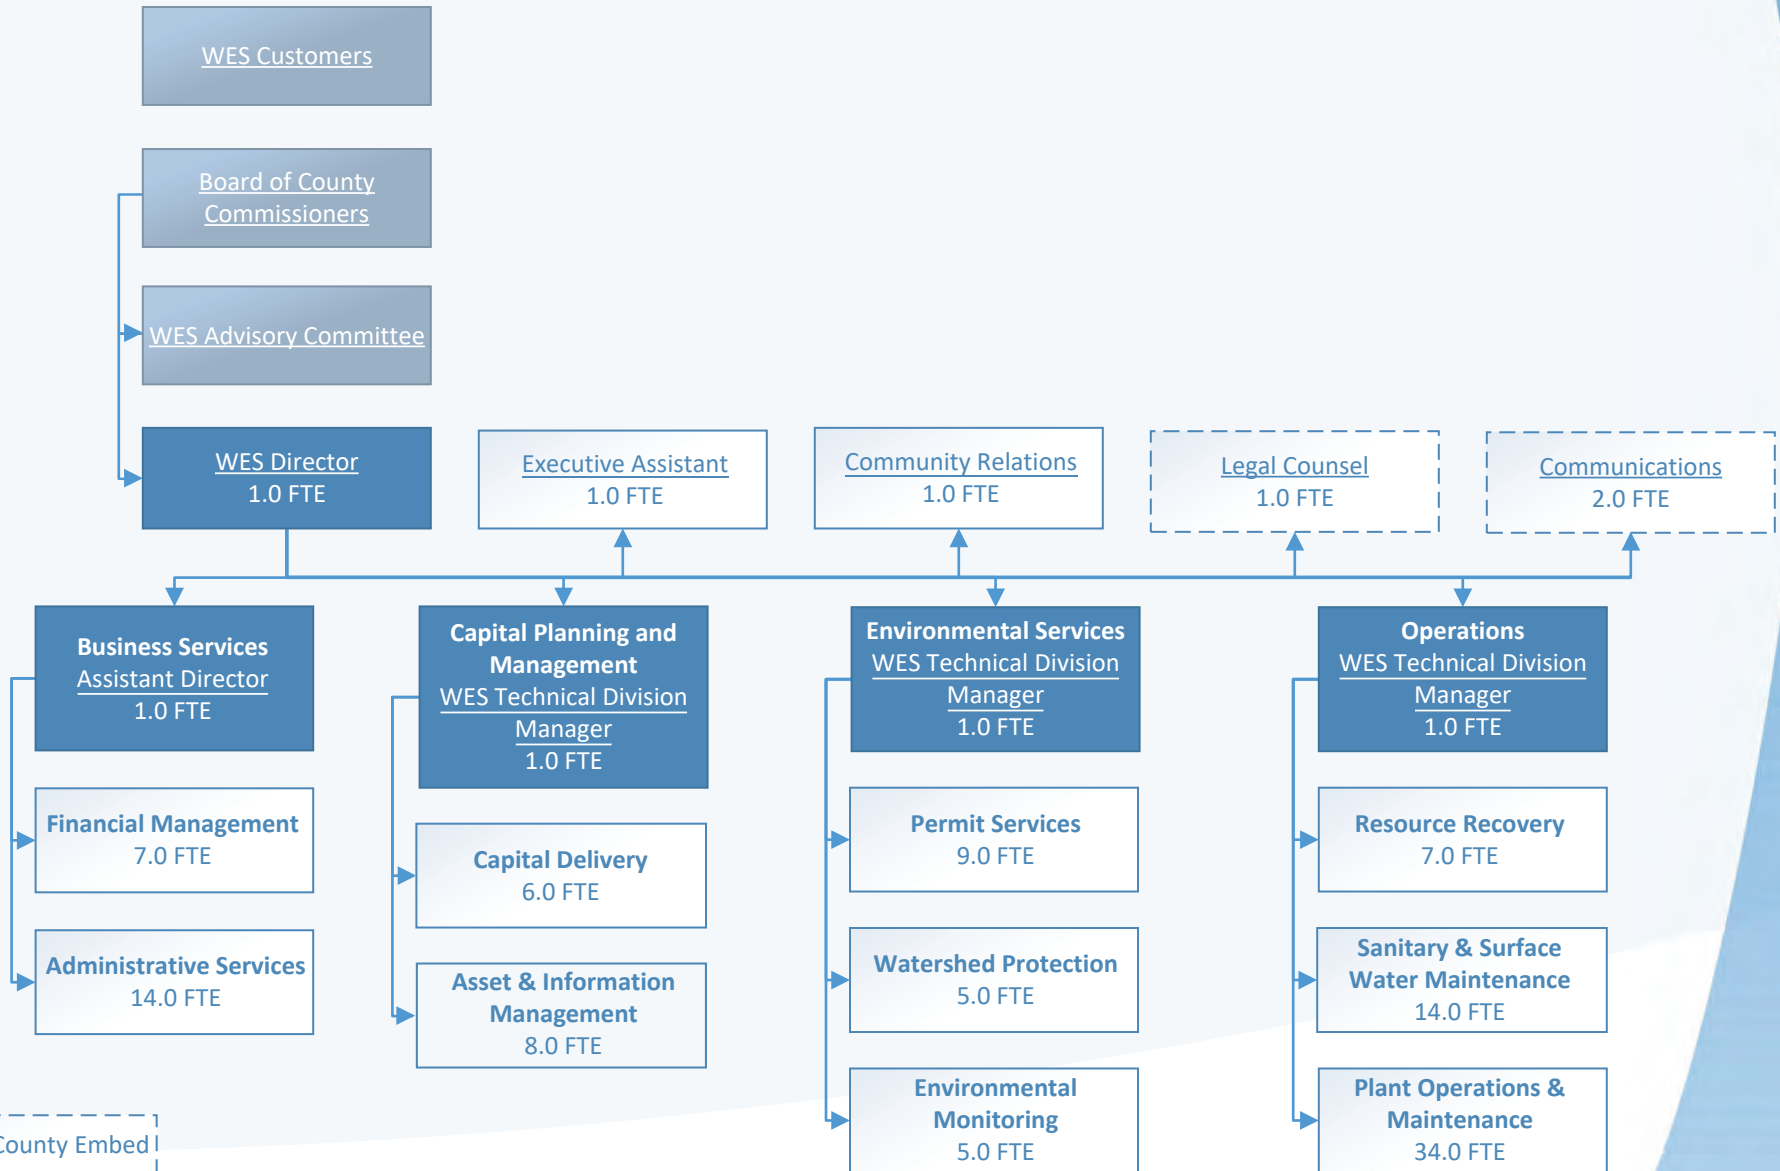 WES Customers
Board of County
Commissioners
WES Advisory Committee
WES Director
1.0 FTE
Executive Assistant
1.0 FTE
Community Relations
1.0 FTE
Legal Counsel
1.0 FTE
Communications
2.0 FTE
Business Services
Assistant Director
1.0 FTE
Financial Management
7.0 FTE
Administrative Services
14.0 FTE
Capital Planning and
Management
WES Technical Division
Manager
1.0 FTE
Capital Delivery
6.0 FTE
Asset & Information
Management
8.0 FTE
Environmental Services
WES Technical Division
Manager
1.0 FTE
Permit Services
9.0 FTE
Watershed Protection
5.0 FTE
Environmental
Monitoring
5.0 FTE
Operations
WES Technical Division
Manager
1.0 FTE
Resource Recovery
7.0 FTE
Sanitary & Surface
Water Maintenance
14.0 FTE
Plant Operations &
Maintenance
34.0 FTE
County Embed